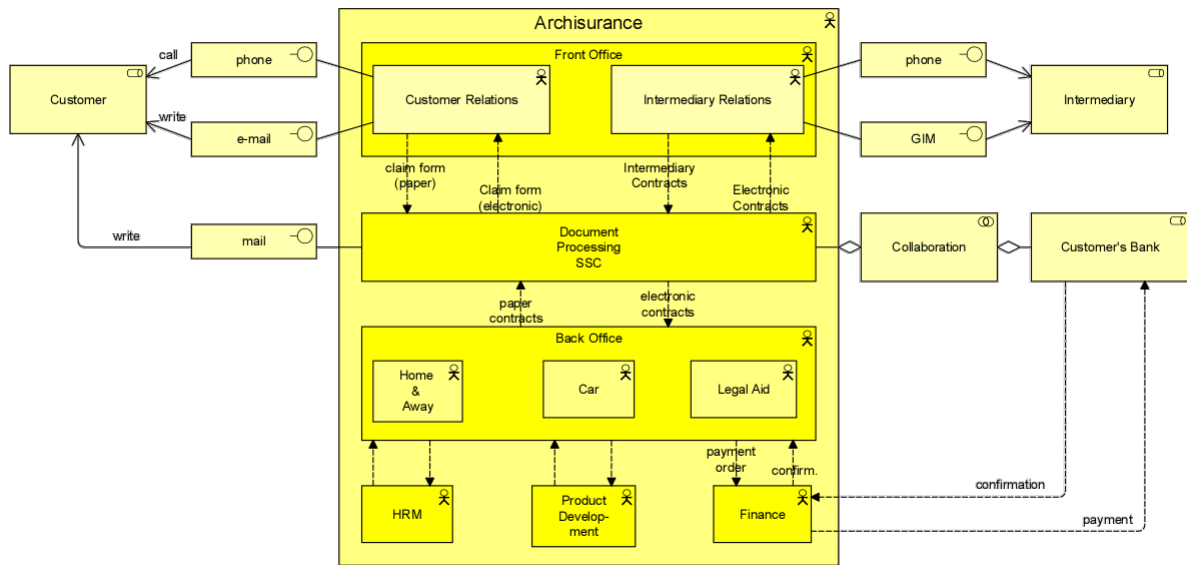 Archisurance
Front Office
call
phone
phone
Customer
Customer Relations
Intermediary Relations
Intermediary
write
e-mail
GIM
claim form
(paper)
Claim form
(electronic)
Intermediary
Contracts
Electronic
Contracts
write
mail
Document
Processing
SSC
Collaboration
Customer's Bank
paper
contracts
electronic
contracts
Back Office
Home
&
Away
Car
Legal Aid
payment
order
confirm.
confirmation
HRM
Product
Develop-
ment
Finance
payment